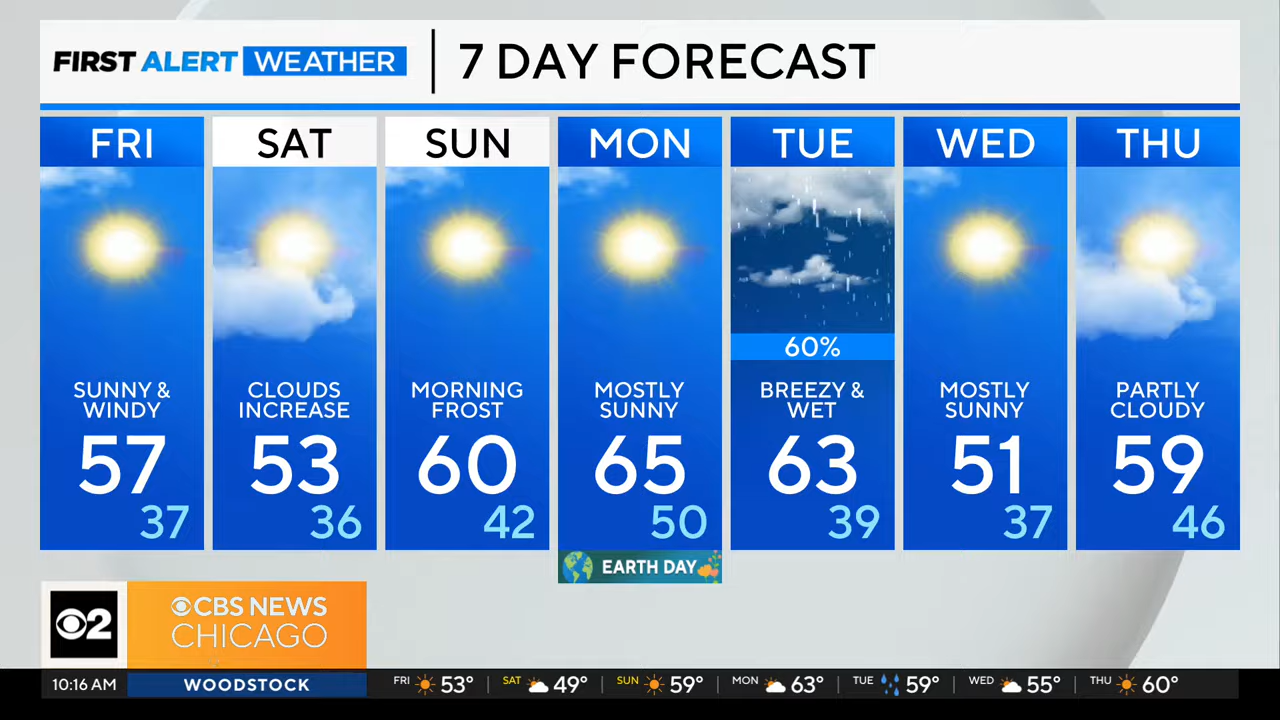 FIRST ALERT WEATHER
7 DAY FORECAST
FRI SAT SUN MON TUE WED THU
60%
SUNNY & WINDY
57
37
CLOUDS INCREASE
53
36
MORNING FROST
60
42
MOSTLY SUNNY
65
50
BREEZY & WET
63
39
MOSTLY SUNNY
51
37
PARTLY CLOUDY
59
46
EARTH DAY
2
CBS NEWS
CHICAGO
10:16 AM WOODSTOCK FRI 53° SAT 49° SUN 59° MON 63° TUE 59° WED 55° THU 60°